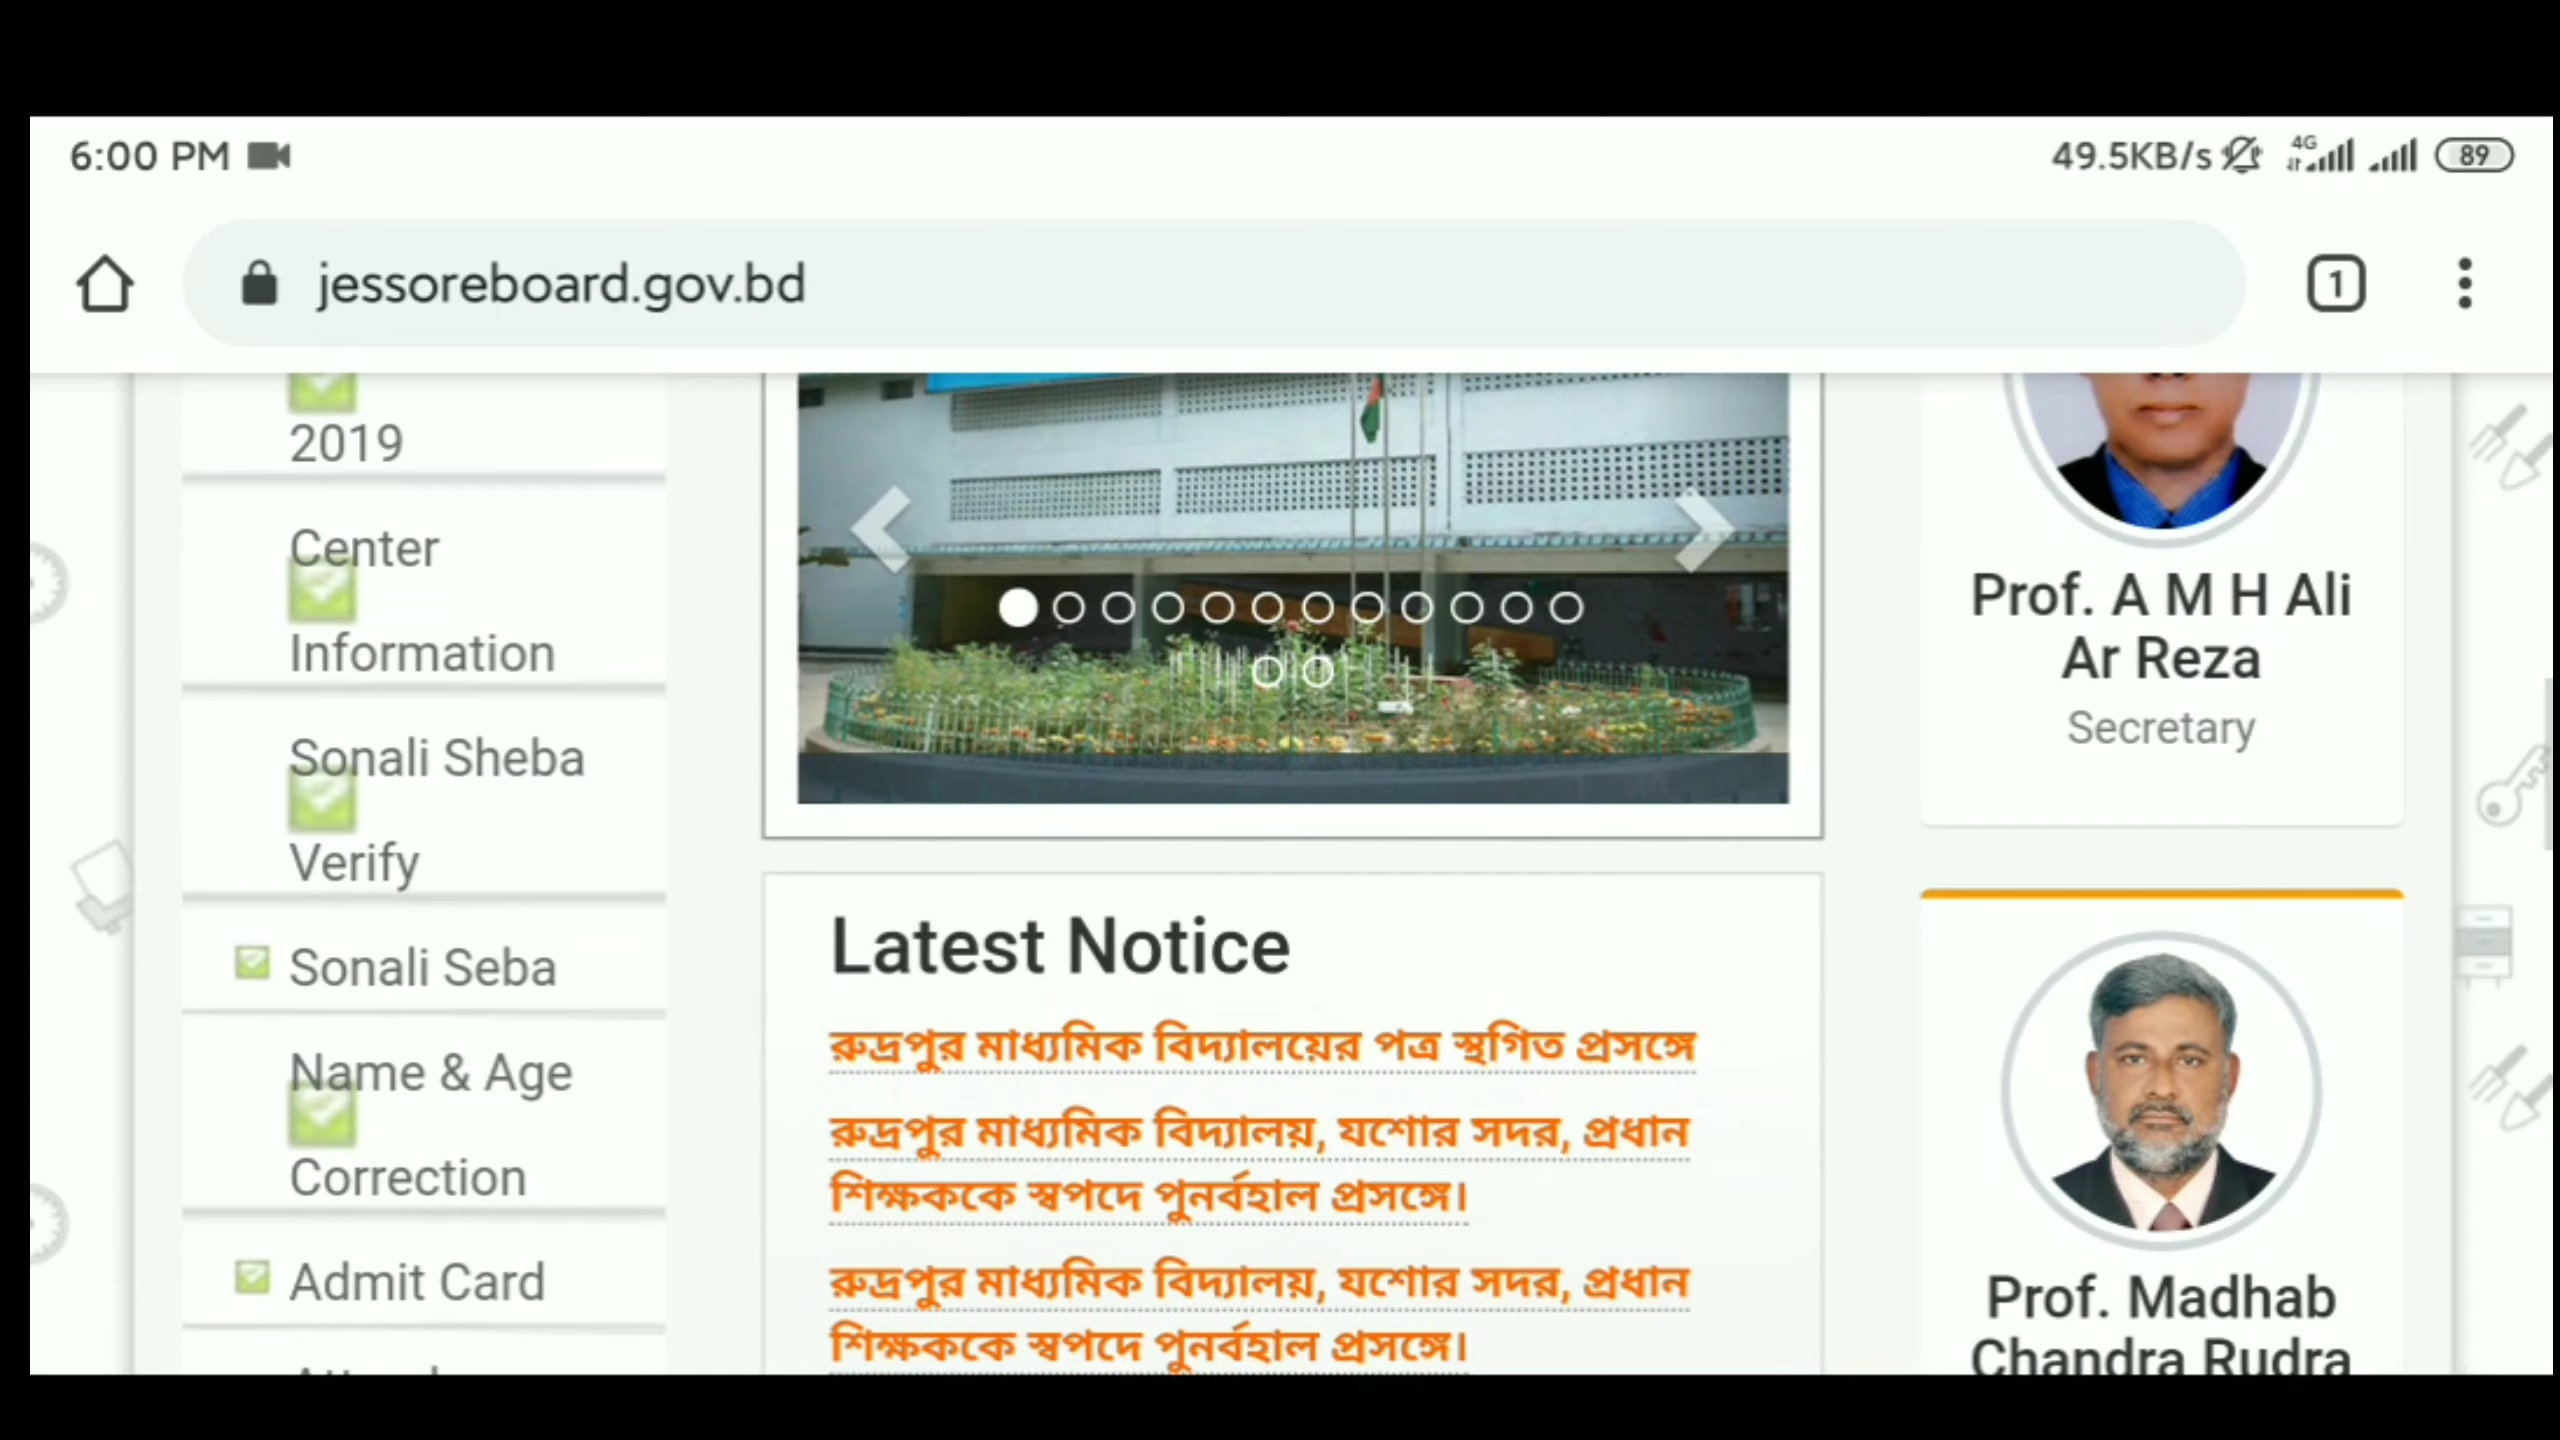 6:00 PM
49.5KB/s
4G
89
jessoreboard.gov.bd
1
2019
Center
Information
Sonali Sheba
Verify
Sonali Seba
Name & Age
Correction
Admit Card
Latest Notice
রুদ্রপুর মাধ্যমিক বিদ্যালয়ের পত্র স্থগিত প্রসঙ্গে
রুদ্রপুর মাধ্যমিক বিদ্যালয়, যশোর সদর, প্রধান
শিক্ষককে স্বপদে পুনর্বহাল প্রসঙ্গে।
রুদ্রপুর মাধ্যমিক বিদ্যালয়, যশোর সদর, প্রধান
শিক্ষককে স্বপদে পুনর্বহাল প্রসঙ্গে।
Prof. A M H Ali
Ar Reza
Secretary
Prof. Madhab
Chandra Rudra